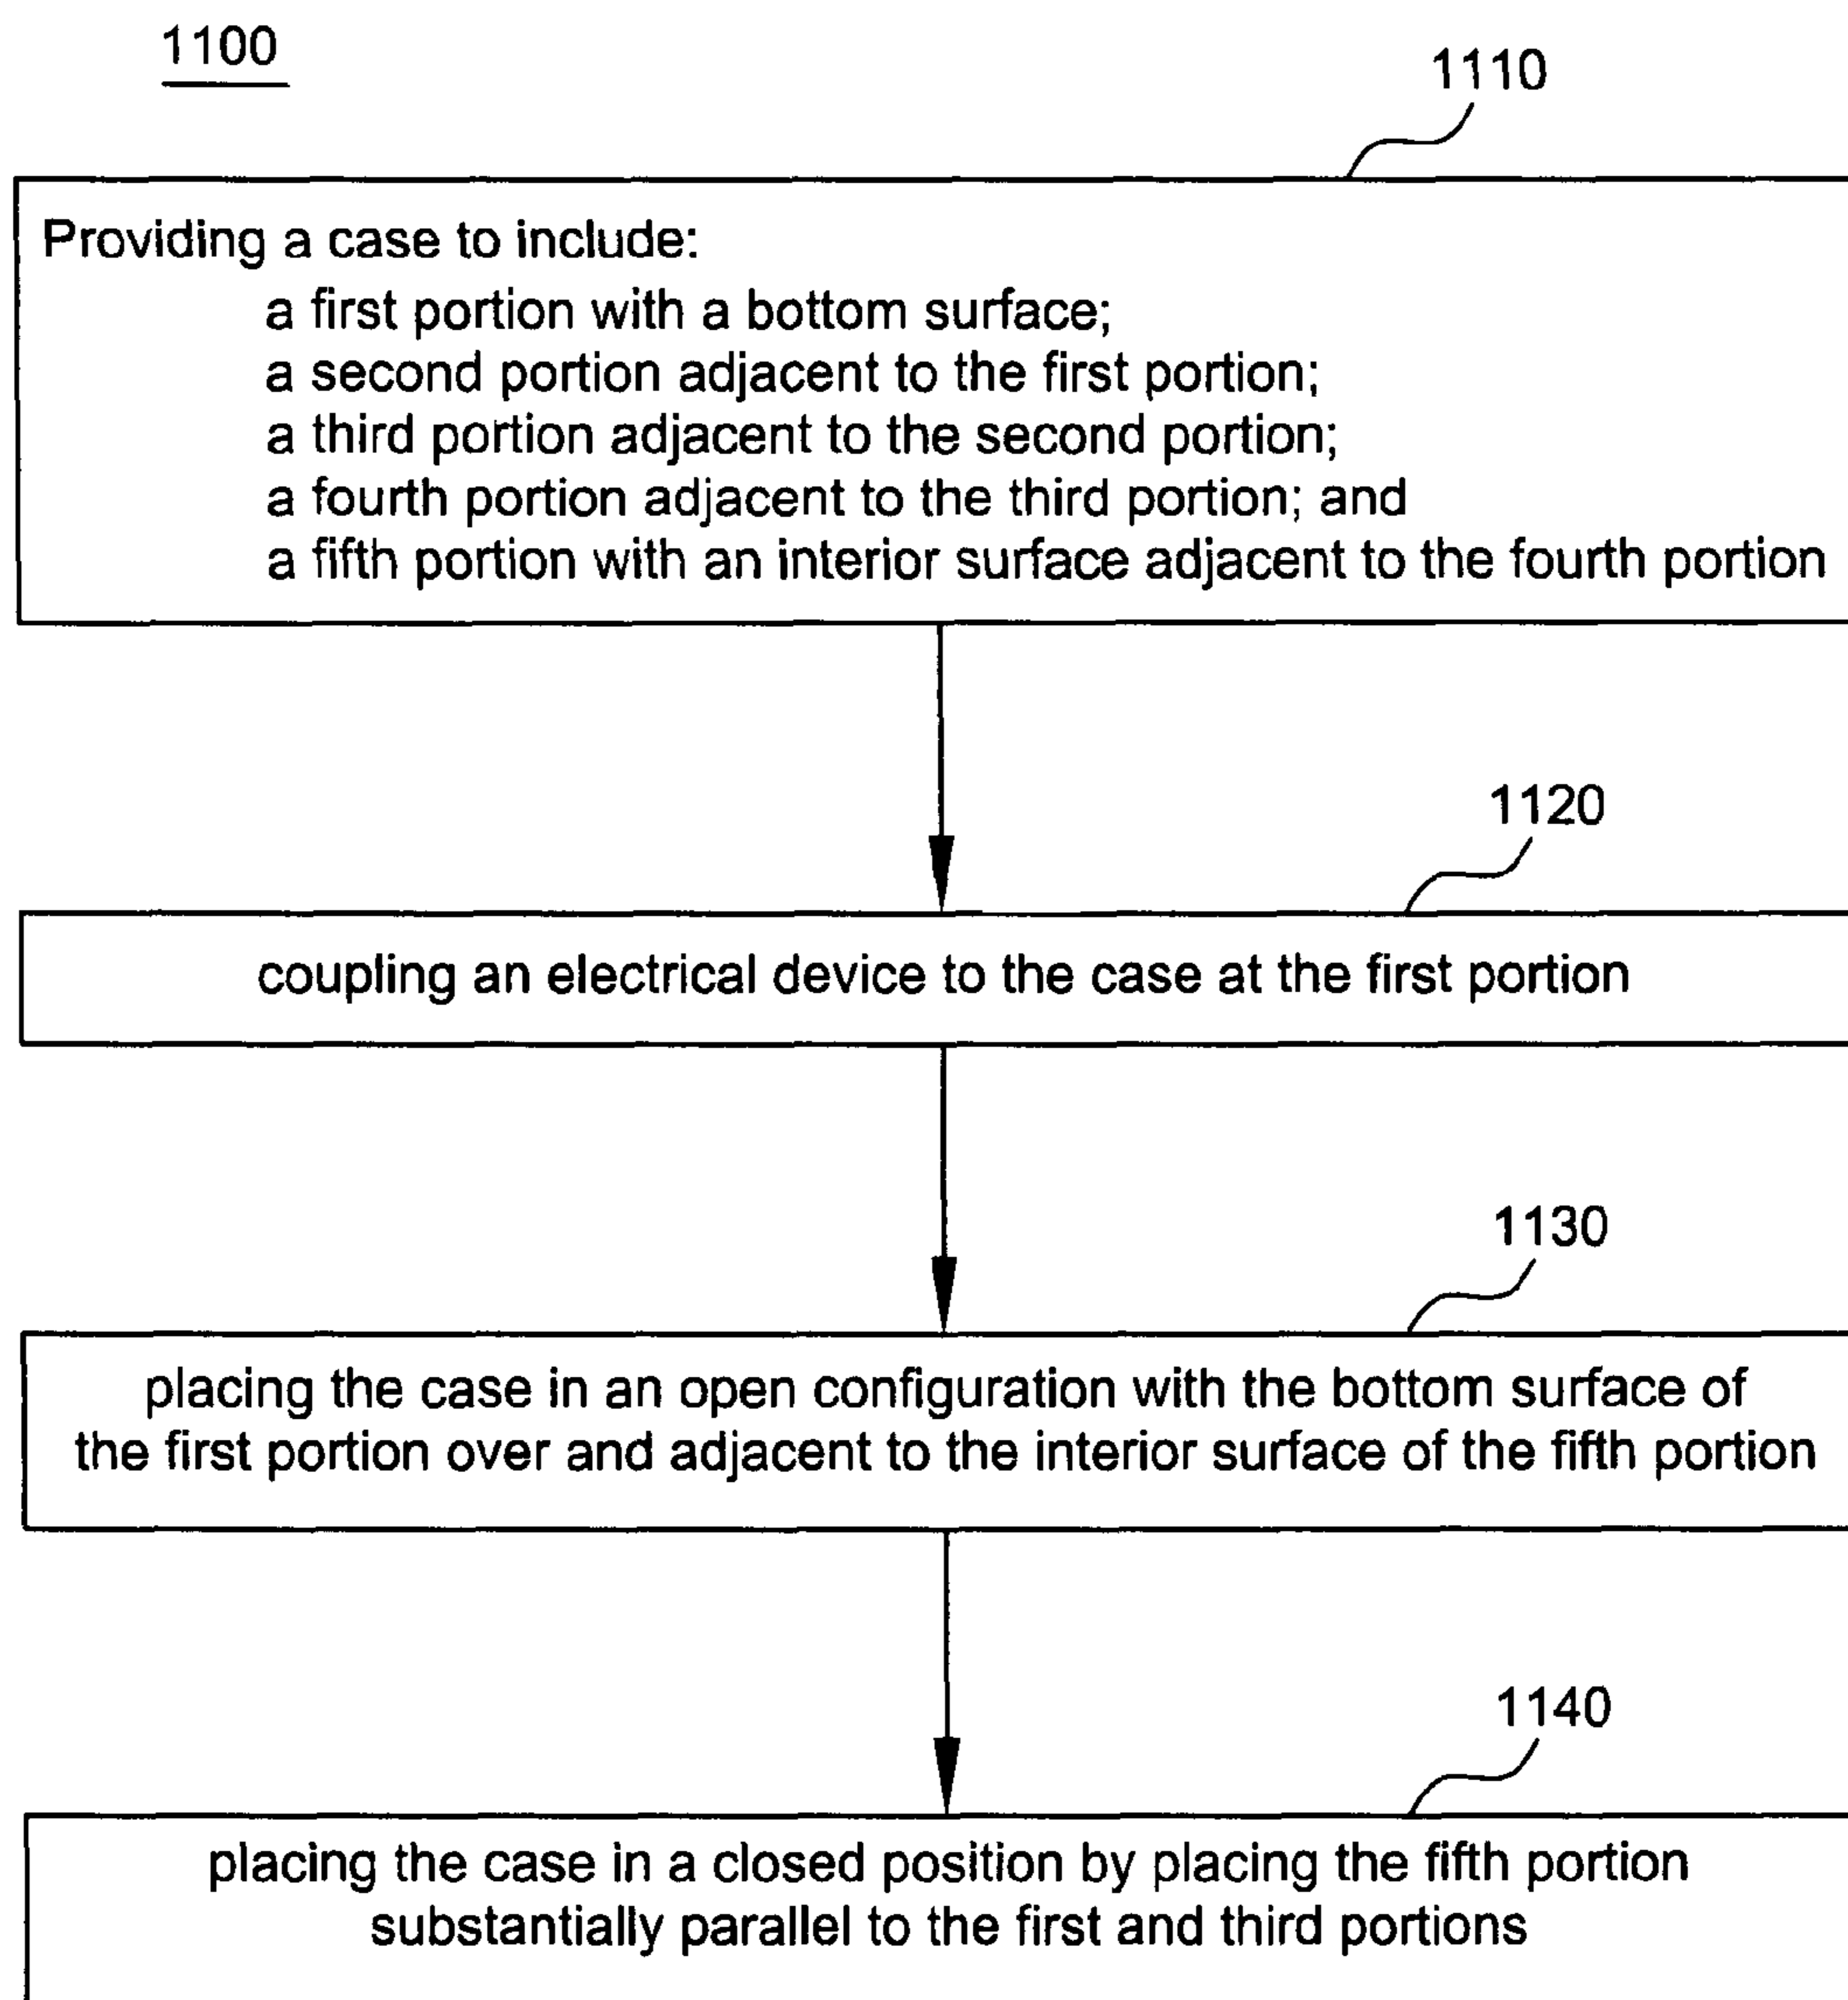 1100
1110
Providing a case to include:
a first portion with a bottom surface;
a second portion adjacent to the first portion;
a third portion adjacent to the second portion;
a fourth portion adjacent to the third portion; and
a fifth portion with an interior surface adjacent to the fourth portion
1120
coupling an electrical device to the case at the first portion
1130
placing the case in an open configuration with the bottom surface of
the first portion over and adjacent to the interior surface of the fifth portion
1140
placing the case in a closed position by placing the fifth portion
substantially parallel to the first and third portions